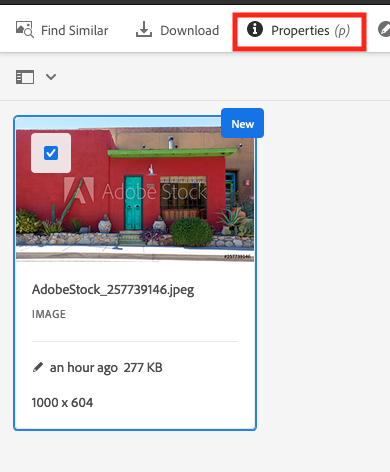 Find Similar Download Properties (p)
New
Adobe Stock
#257739146
AdobeStock_257739146.jpeg
IMAGE
an hour ago 277 KB
1000 x 604